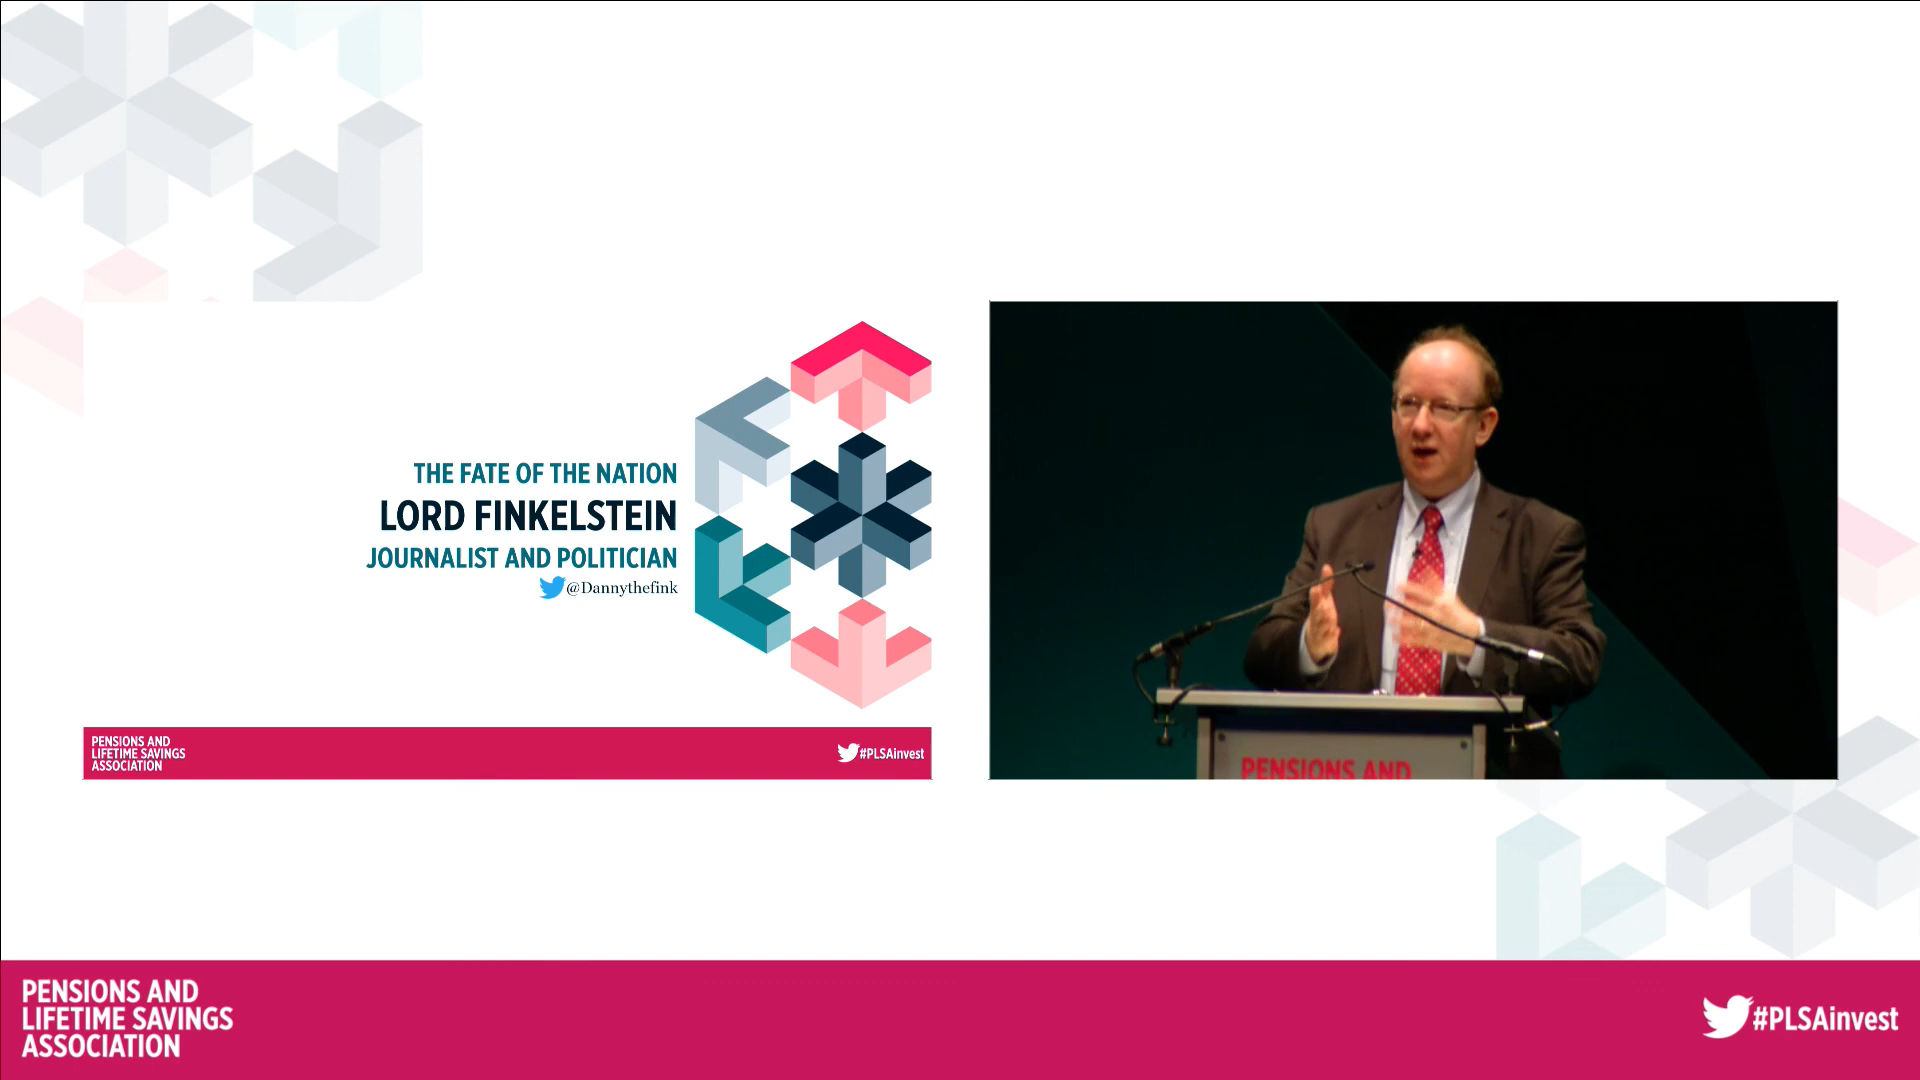 THE FATE OF THE NATION
LORD FINKELSTEIN
JOURNALIST AND POLITICIAN
@Dannythefink
PENSIONS AND
LIFETIME SAVINGS
ASSOCIATION
#PLSAinvest
PENSIONS AND
PENSIONS AND
LIFETIME SAVINGS
ASSOCIATION
#PLSAinvest